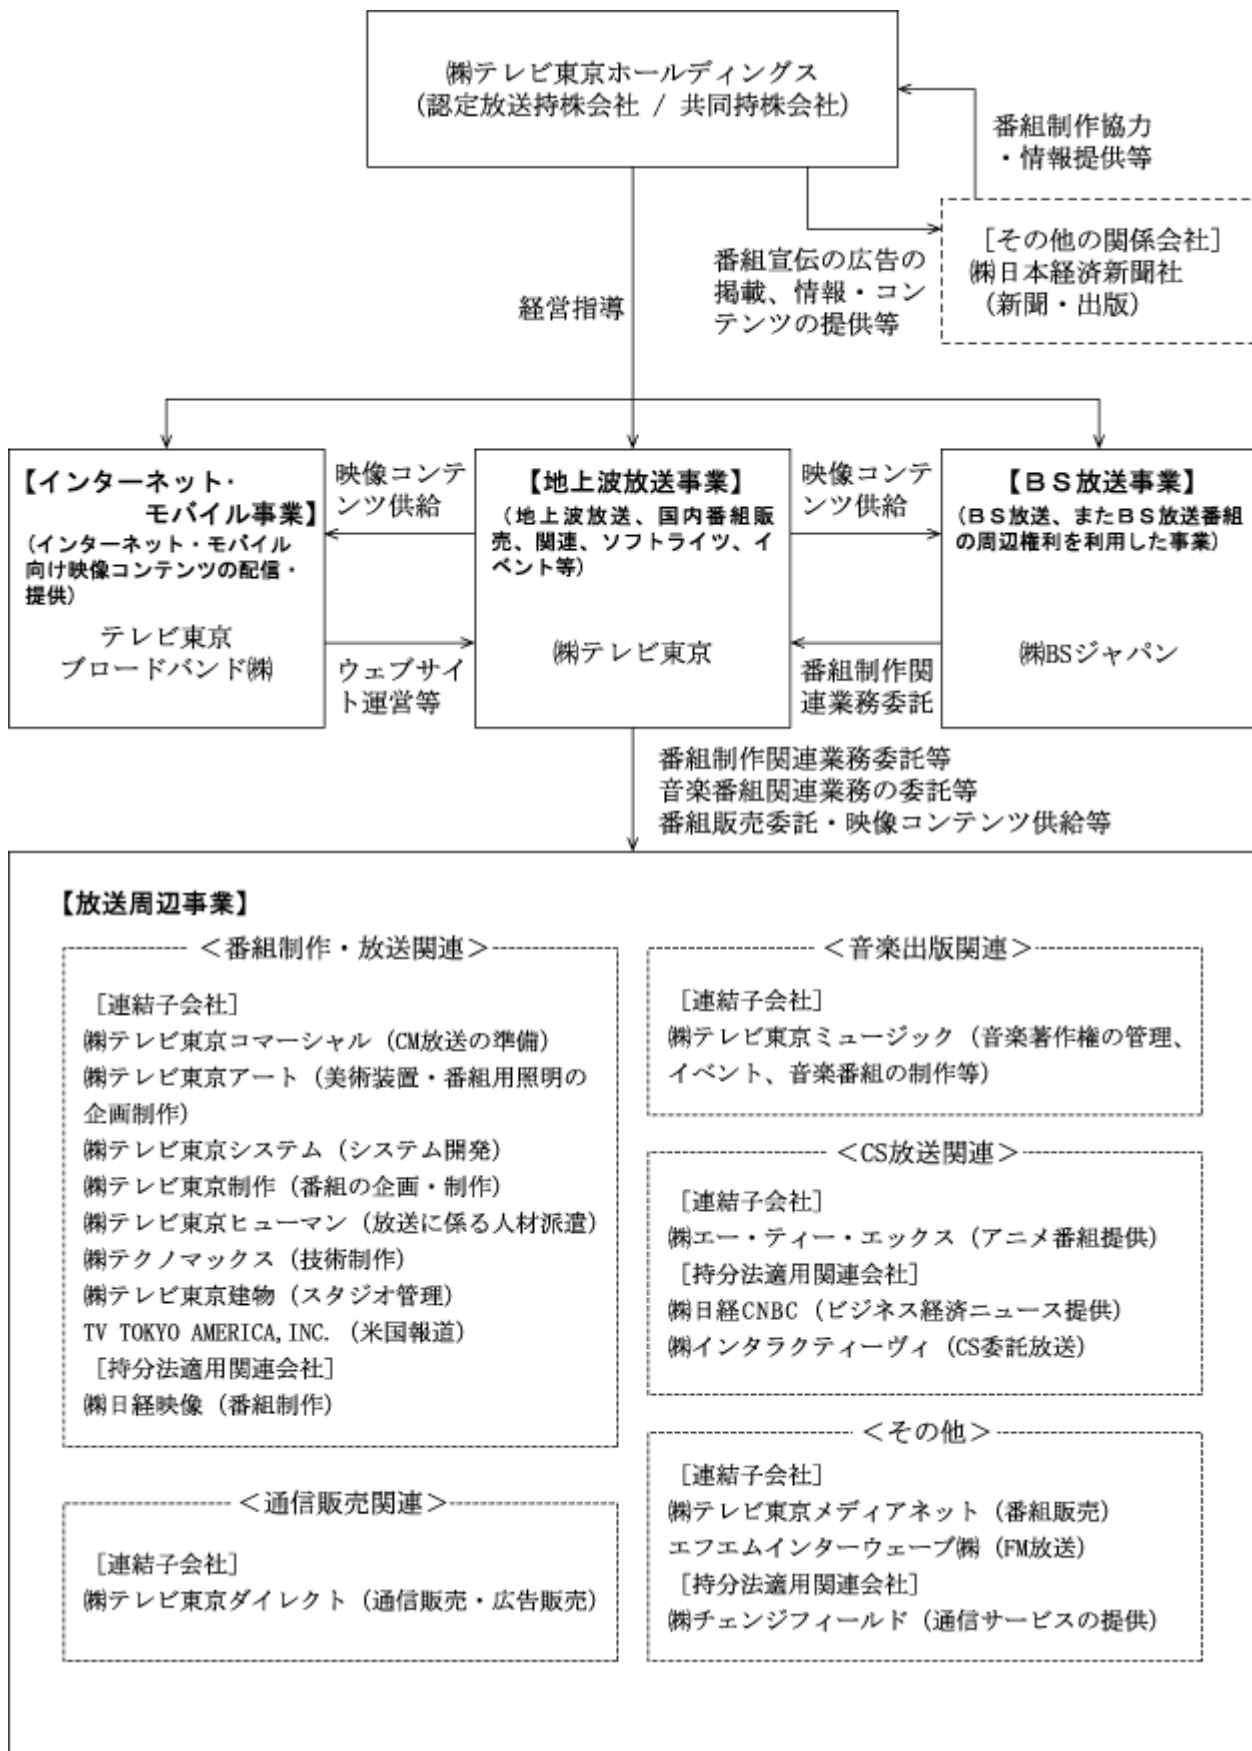 ㈱テレビ東京ホールディングス
(認定放送持株会社 / 共同持株会社)
番組制作協力
・情報提供等
[その他の関係会社]
㈱日本経済新聞社
(新聞・出版)
番組宣伝の広告の
掲載、情報・コン
テンツの提供等
経営指導
【インターネット・
モバイル事業】
(インターネット・モバイル
向け映像コンテンツの配信・
提供)
テレビ東京
ブロードバンド㈱
映像コンテ
ンツ供給
ウェブサイ
ト運営等
【地上波放送事業】
(地上波放送、国内番組販
売、関連、ソフトライツ、イ
ベント等)
㈱テレビ東京
映像コンテ
ンツ供給
番組制作関
連業務委託
【BS放送事業】
(BS放送、またBS放送番組
の周辺権利を利用した事業)
㈱BSジャパン
番組制作関連業務委託等
音楽番組関連業務の委託等
番組販売委託・映像コンテンツ供給等
【放送周辺事業】
<番組制作・放送関連>
[連結子会社]
㈱テレビ東京コマーシャル (CM放送の準備)
㈱テレビ東京アート (美術装置・番組用照明の
企画制作)
㈱テレビ東京システム (システム開発)
㈱テレビ東京制作 (番組の企画・制作)
㈱テレビ東京ヒューマン (放送に係る人材派遣)
㈱テクノマックス (技術制作)
㈱テレビ東京建物 (スタジオ管理)
TV TOKYO AMERICA,INC. (米国報道)
[持分法適用関連会社]
㈱日経映像 (番組制作)
<通信販売関連>
[連結子会社]
㈱テレビ東京ダイレクト (通信販売・広告販売)
<音楽出版関連>
[連結子会社]
㈱テレビ東京ミュージック (音楽著作権の管理、
イベント、音楽番組の制作等)
<CS放送関連>
[連結子会社]
㈱エー・ティー・エックス (アニメ番組提供)
[持分法適用関連会社]
㈱日経CNBC (ビジネス経済ニュース提供)
㈱インタラクティーヴィ (CS委託放送)
<その他>
[連結子会社]
㈱テレビ東京メディアネット (番組販売)
エフエムインターウェーブ㈱ (FM放送)
[持分法適用関連会社]
㈱チェンジフィールド (通信サービスの提供)